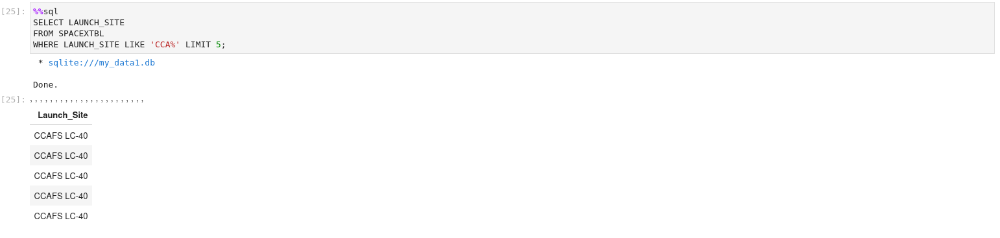 [25]: %%sql
SELECT LAUNCH_SITE
FROM SPACEXTBL
WHERE LAUNCH_SITE LIKE 'CCA%' LIMIT 5;
* sqlite:///my_data1.db
Done.
[25]: ,,,,,,,,,,,,,,,,,,,,,,,
Launch_Site
CCAFS LC-40
CCAFS LC-40
CCAFS LC-40
CCAFS LC-40
CCAFS LC-40